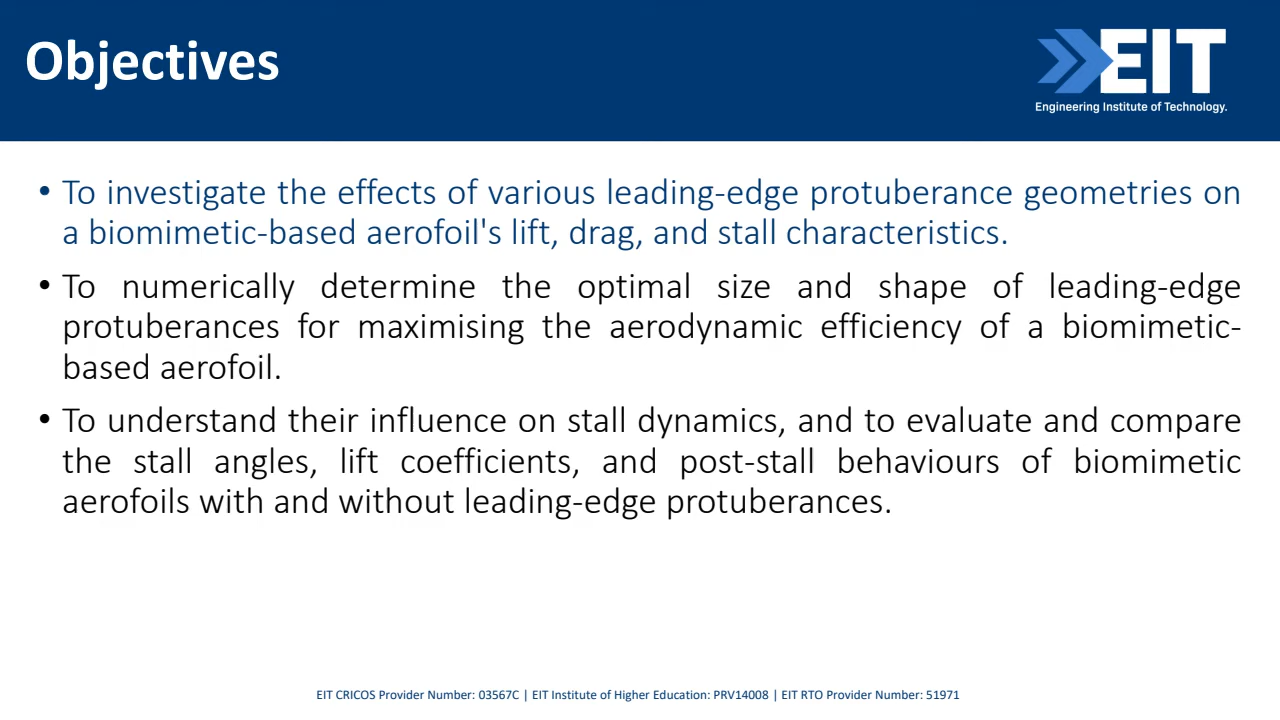 Objectives
EIT
Engineering Institute of Technology.
• To investigate the effects of various leading-edge protuberance geometries on
a biomimetic-based aerofoil's lift, drag, and stall characteristics.
• To numerically determine the optimal size and shape of leading-edge
protuberances for maximising the aerodynamic efficiency of a biomimetic-
based aerofoil.
• To understand their influence on stall dynamics, and to evaluate and compare
the stall angles, lift coefficients, and post-stall behaviours of biomimetic
aerofoils with and without leading-edge protuberances.
EIT CRICOS Provider Number: 03567C | EIT Institute of Higher Education: PRV14008 | EIT RTO Provider Number: 51971